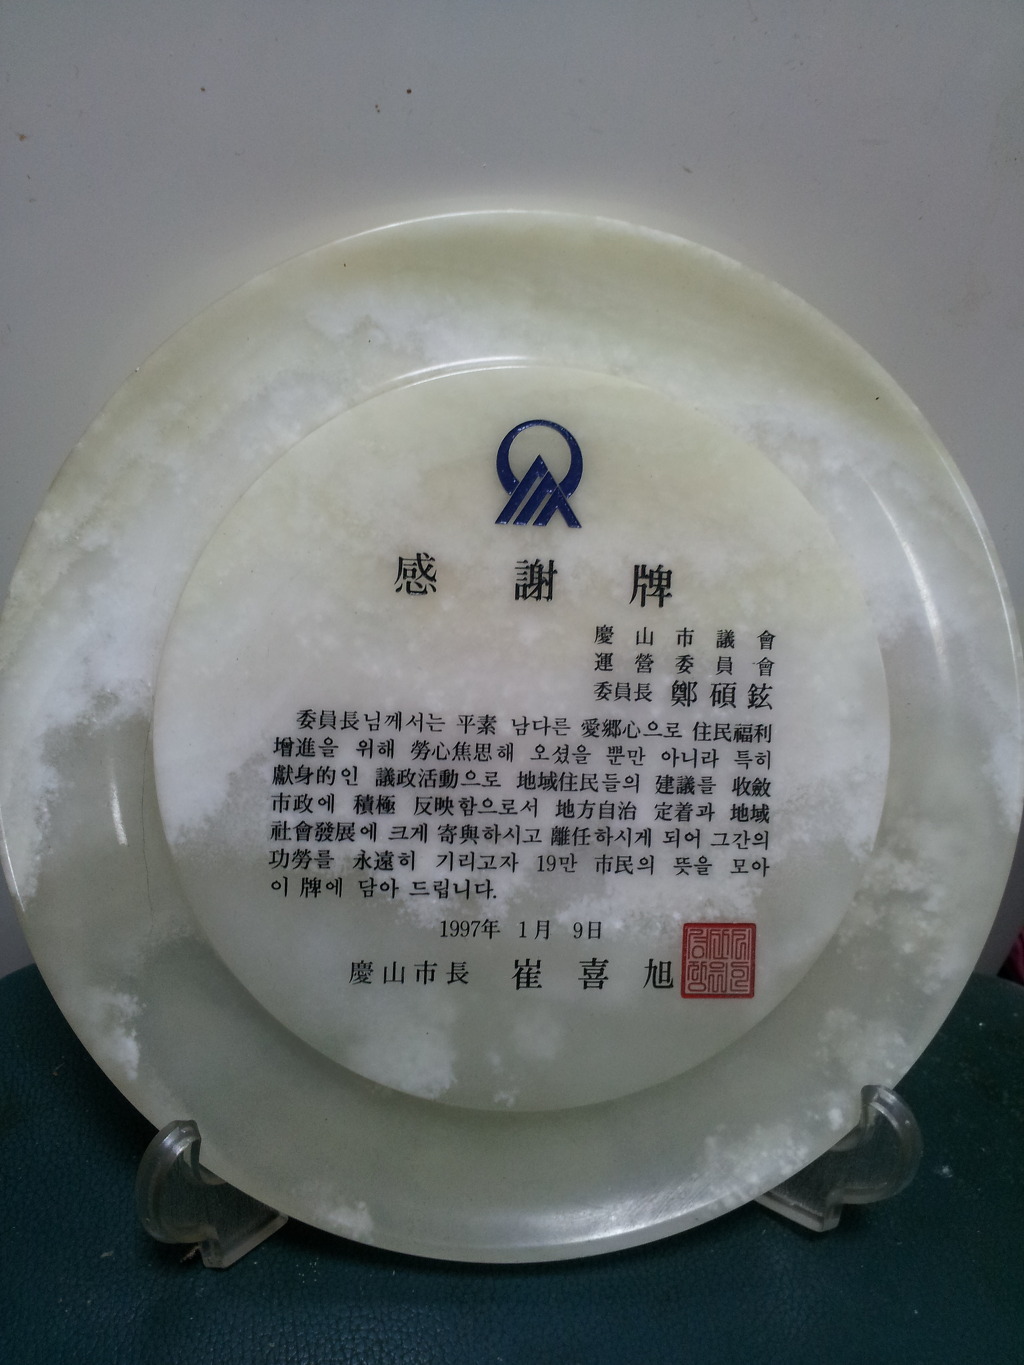 感謝牌
慶山市議會
運營委員會
委員長 鄭碩鉉
委員長님께서는 平素 남다른 愛鄕心으로 住民福利
增進을 위해 勞心焦思해 오셨을 뿐만 아니라 특히
獻身的인 議政活動으로 地域住民들의 建議를 收斂
市政에 積極 反映함으로서 地方自治 定着과 地域
社會發展에 크게 寄與하시고 離任하시게 되어 그간의
功勞를 永遠히 기리고자 19만 市民의 뜻을 모아
이 牌에 담아 드립니다.
1997年 1月 9日
慶山市長 崔喜旭